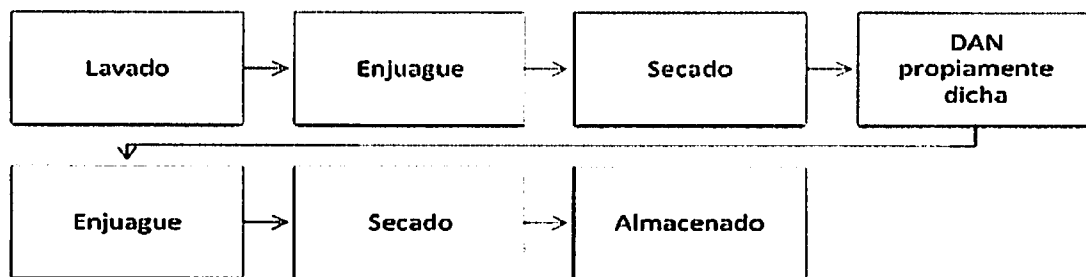 Lavado
Enjuague
Secado
DAN
propiamente
dicha
Enjuague
Secado
Almacenado